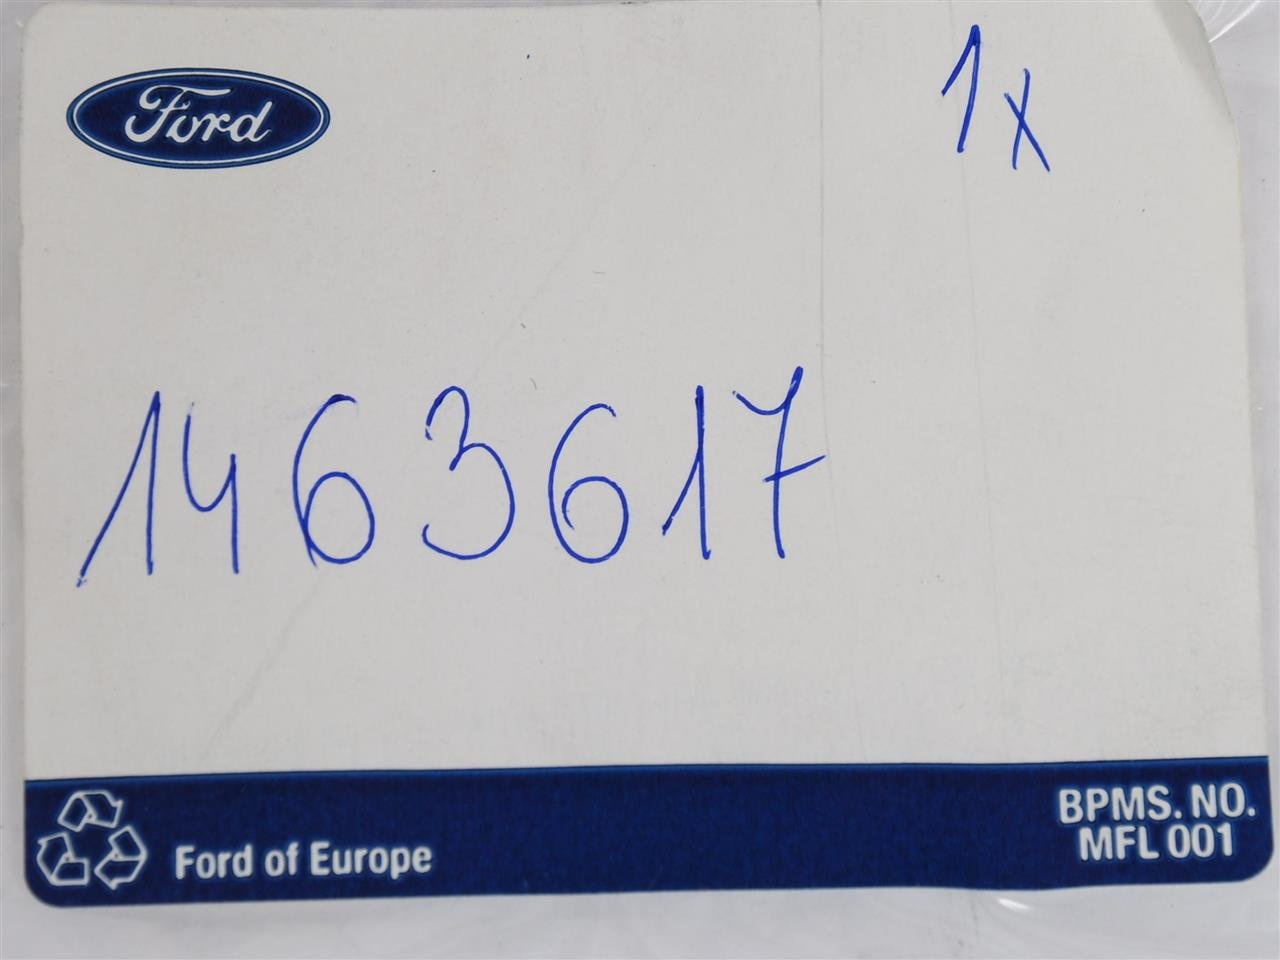 Ford
1x
1463617
Ford of Europe
BPMS. NO.
MFL 001